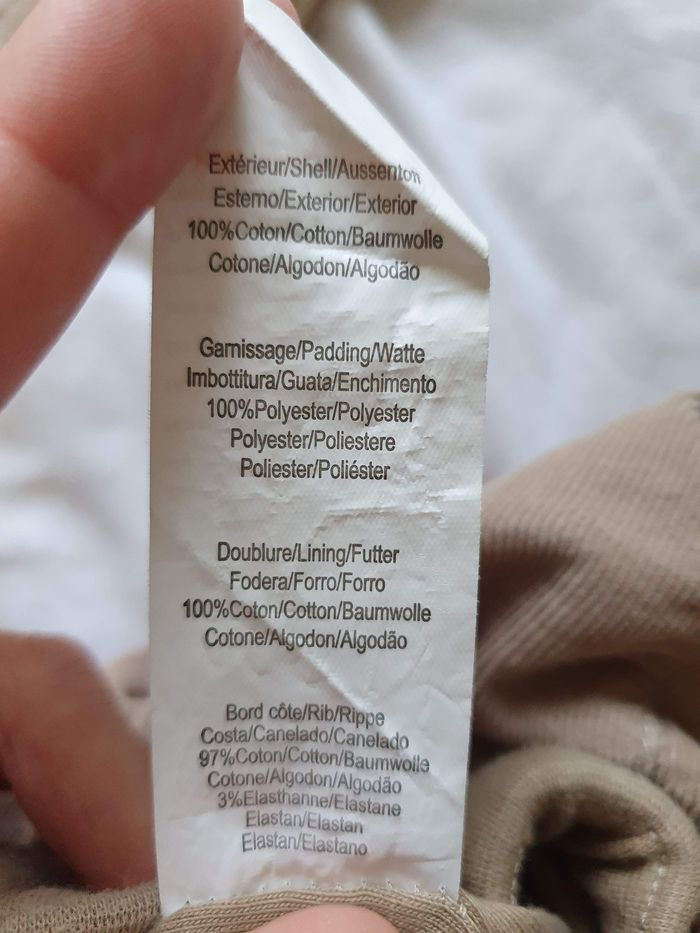 Extérieur/Shell/Aussenton
Esterno/Exterior/Exterior
100%Coton/Cotton/Baumwolle
Cotone/Algodon/Algodão
Garnissage/Padding/Watte
Imbottitura/Guata/Enchimento
100%Polyester/Polyester
Polyester/Poliestere
Poliester/Poliéster
Doublure/Lining/Futter
Fodera/Forro/Forro
100%Coton/Cotton/Baumwolle
Cotone/Algodon/Algodão
Bord côte/Rib/Rippe
Costa/Canelado/Canelado
97%Coton/Cotton/Baumwolle
Cotone/Algodon/Algodão
3%Elasthanne/Elastane
Elastan/Elastan
Elastan/Elastano